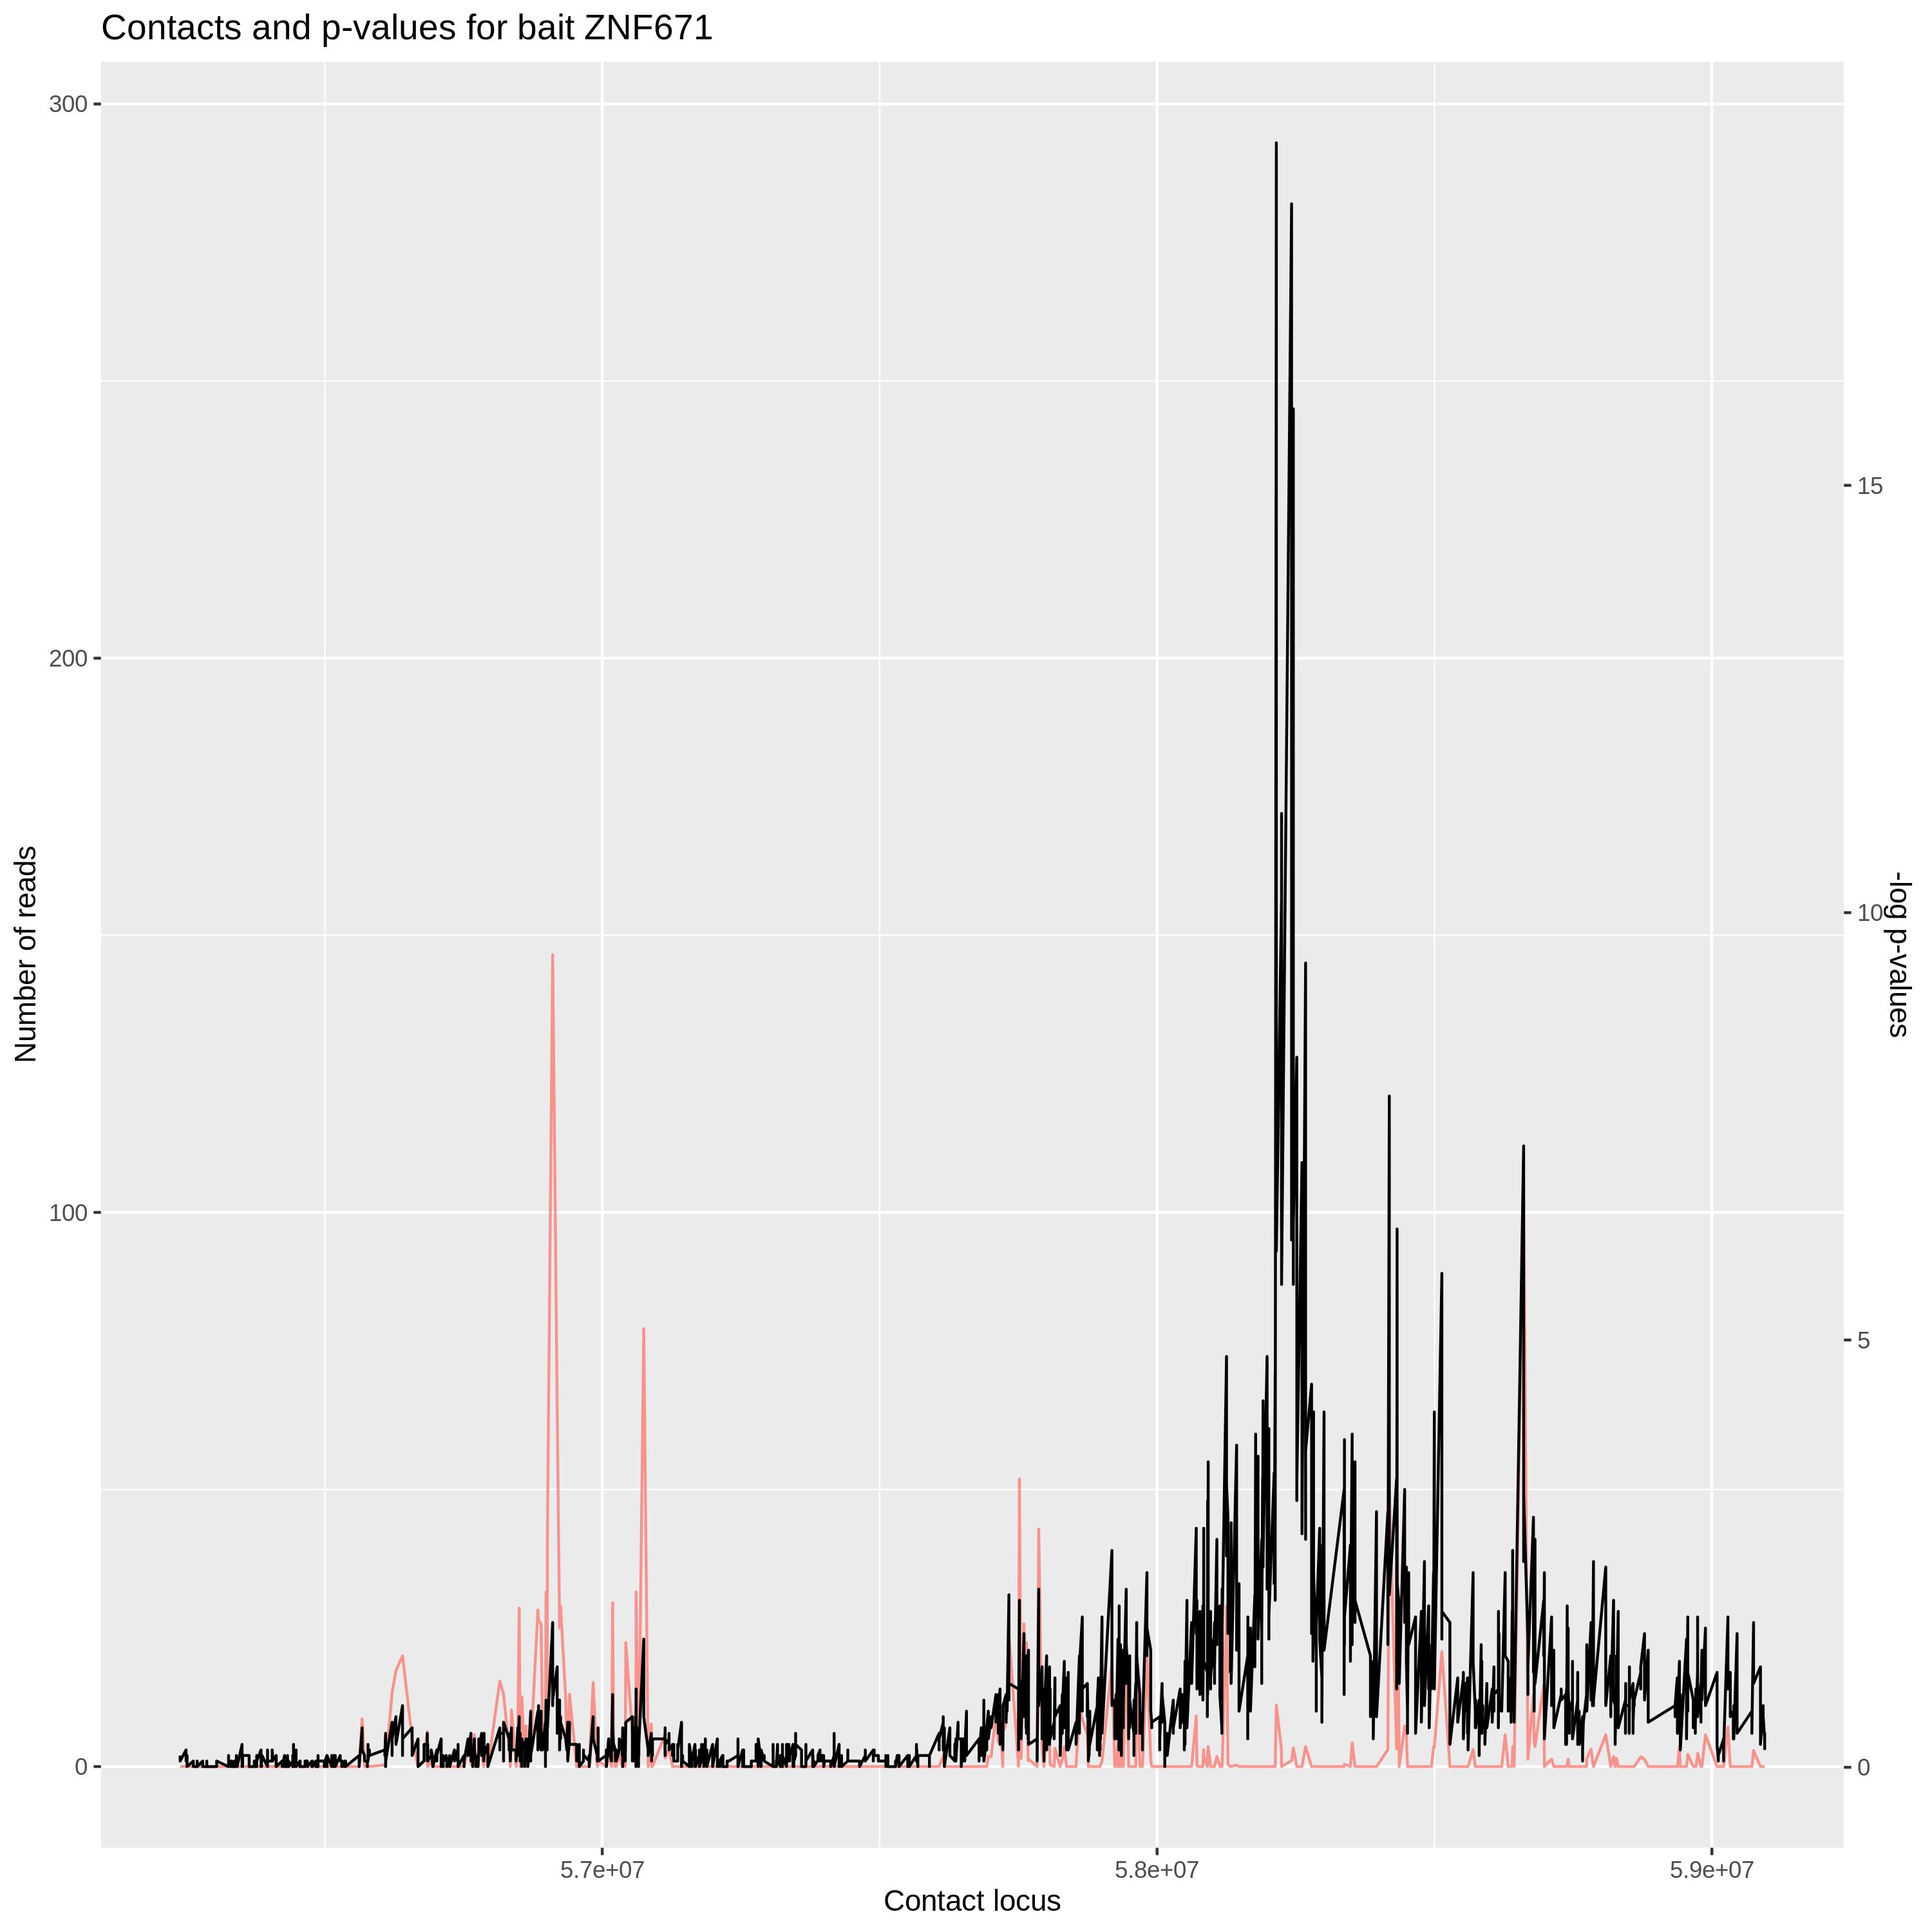 Contacts and p-values for bait ZNF671
300
200
100
0
Number of reads
15
10
5
0
-log p-values
5.7e+07
5.8e+07
5.9e+07
Contact locus